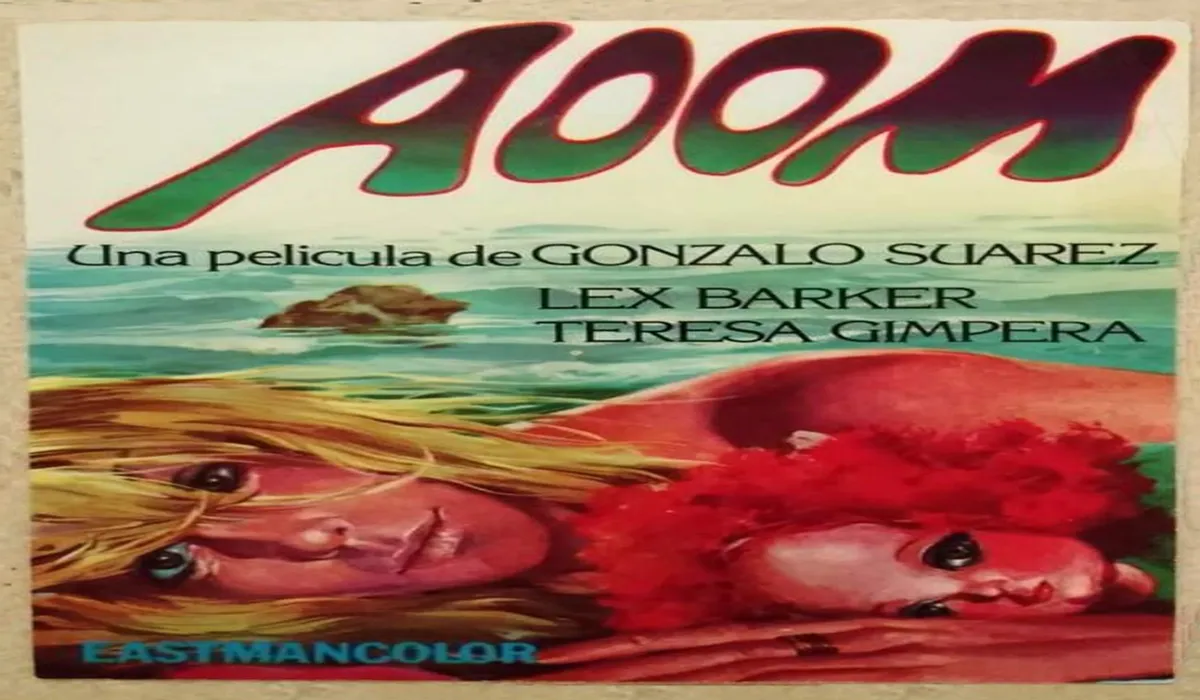 AOOM
Una pelicula de GONZALO SUAREZ
LEX BARKER
TERESA GIMPERA
EASTMANCOLOR